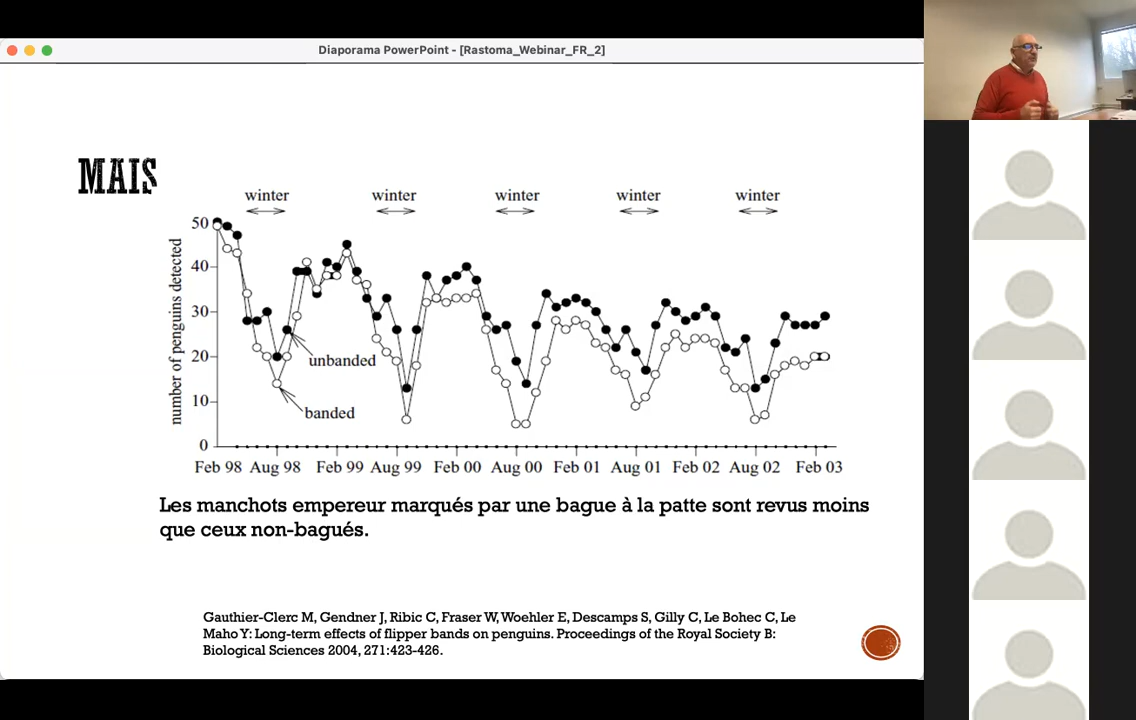 Diaporama PowerPoint - [Rastoma_Webinar_FR_2]
MAIS
winter winter winter winter winter
number of penguins detected
50
40
30
20
10
0
unbanded
banded
Feb 98 Aug 98 Feb 99 Aug 99 Feb 00 Aug 00 Feb 01 Aug 01 Feb 02 Aug 02 Feb 03
Les manchots empereur marqués par une bague à la patte sont revus moins
que ceux non-bagués.
Gauthier-Clerc M, Gendner J, Ribic C, Fraser W, Woehler E, Descamps S, Gilly C, Le Bohec C, Le
Maho Y: Long-term effects of flipper bands on penguins. Proceedings of the Royal Society B:
Biological Sciences 2004, 271:423-426.